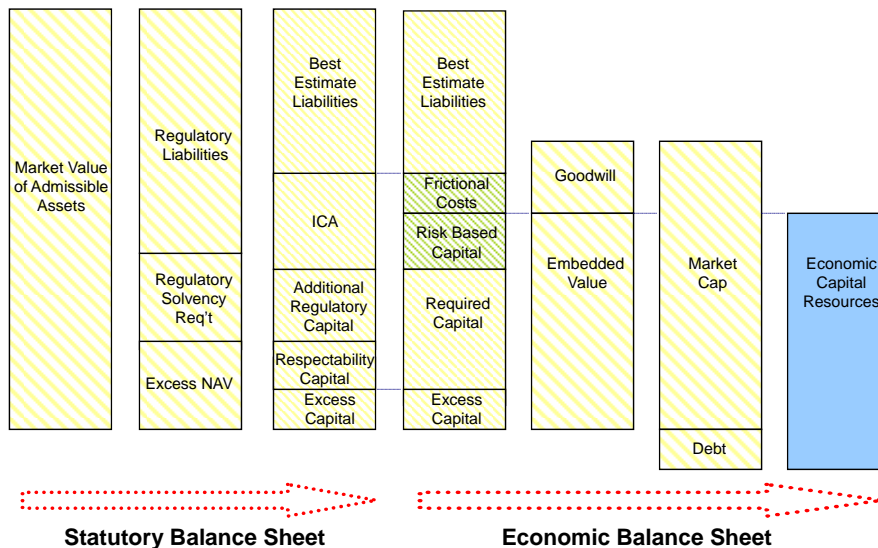 Market Value
of Admissible
Assets
Regulatory
Liabilities
Regulatory
Solvency
Req't
Excess NAV
Best
Estimate
Liabilities
ICA
Additional
Regulatory
Capital
Respectability
Capital
Excess
Capital
Best
Estimate
Liabilities
Frictional
Costs
Risk Based
Capital
Required
Capital
Excess
Capital
Goodwill
Embedded
Value
Market
Cap
Debt
Economic
Capital
Resources
Statutory Balance Sheet
Economic Balance Sheet